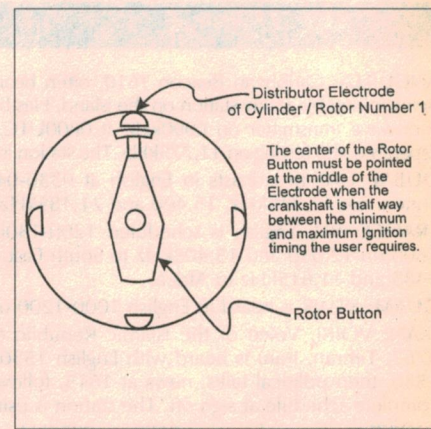 Distributor Electrode
of Cylinder / Rotor Number 1
The center of the Rotor
Button must be pointed
at the middle of the
Electrode when the
crankshaft is half way
between the minimum
and maximum Ignition
timing the user requires.
Rotor Button